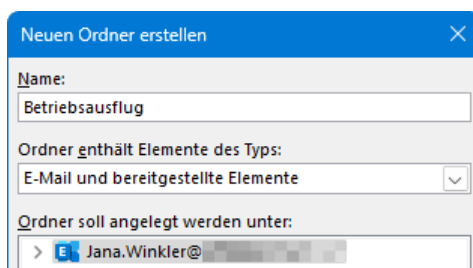 Neuen Ordner erstellen
Name:
Betriebsausflug
Ordner enthält Elemente des Typs:
E-Mail und bereitgestellte Elemente
Ordner soll angelegt werden unter:
Jana.Winkler@